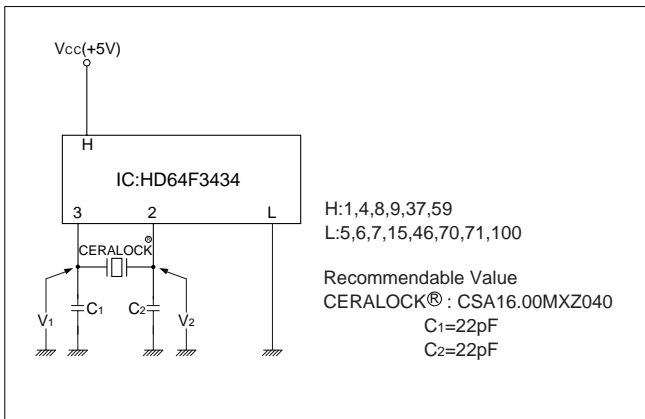 Vcc(+5V)
H
IC:HD64F3434
3 2 L
CERALOCK®
V1 C1 C2 V2
H:1,4,8,9,37,59
L:5,6,7,15,46,70,71,100
Recommendable Value
CERALOCK® : CSA16.00MXZ040
C1=22pF
C2=22pF